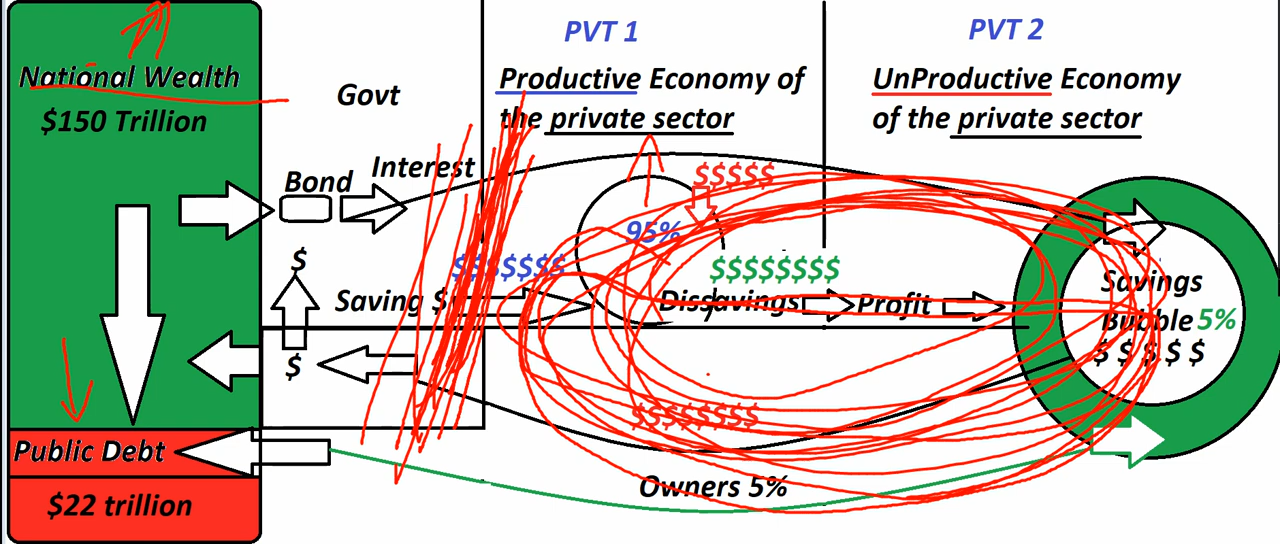 National Wealth
$150 Trillion
Public Debt
$22 trillion
Govt
Bond
Interest
$
Saving $
$
PVT 1
Productive Economy of
the private sector
95%
$$$$$
$$$$$$$
$$$$$$$$
Dissavings
Profit
$$$$$$$$
Owners 5%
PVT 2
UnProductive Economy
of the private sector
Savings
Bubble 5%
$ $ $ $ $